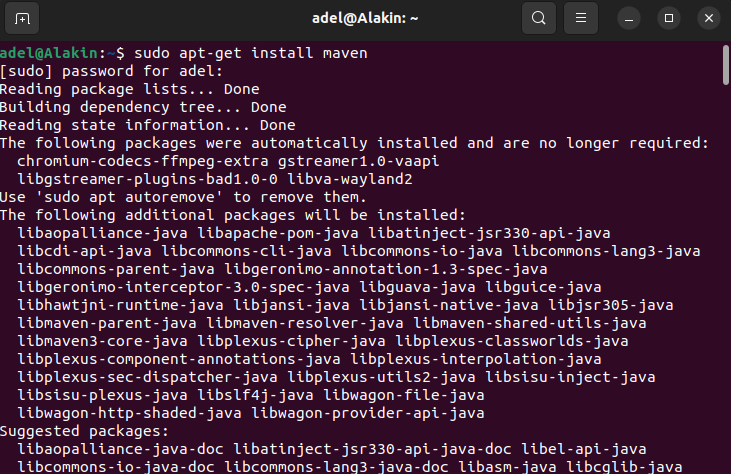 adel@Alakin: ~
adel@Alakin:~$ sudo apt-get install maven
[sudo] password for adel:
Reading package lists... Done
Building dependency tree... Done
Reading state information... Done
The following packages were automatically installed and are no longer required:
chromium-codecs-ffmpeg-extra gstreamer1.0-vaapi
libgstreamer-plugins-bad1.0-0 libva-wayland2
Use 'sudo apt autoremove' to remove them.
The following additional packages will be installed:
libaopalliance-java libapache-pom-java libatinject-jsr330-api-java
libcdi-api-java libcommons-cli-java libcommons-io-java libcommons-lang3-java
libcommons-parent-java libgeronimo-annotation-1.3-spec-java
libgeronimo-interceptor-3.0-spec-java libguava-java libguice-java
libhawtjni-runtime-java libjansi-java libjansi-native-java libjsr305-java
libmaven-parent-java libmaven-resolver-java libmaven-shared-utils-java
libmaven3-core-java libplexus-cipher-java libplexus-classworlds-java
libplexus-component-annotations-java libplexus-interpolation-java
libplexus-sec-dispatcher-java libplexus-utils2-java libsisu-inject-java
libsisu-plexus-java libslf4j-java libwagon-file-java
libwagon-http-shaded-java libwagon-provider-api-java
Suggested packages:
libaopalliance-java-doc libatinject-jsr330-api-java-doc libel-api-java
libcommons-io-java-doc libcommons-lang3-java-doc libasm-java libcglib-java